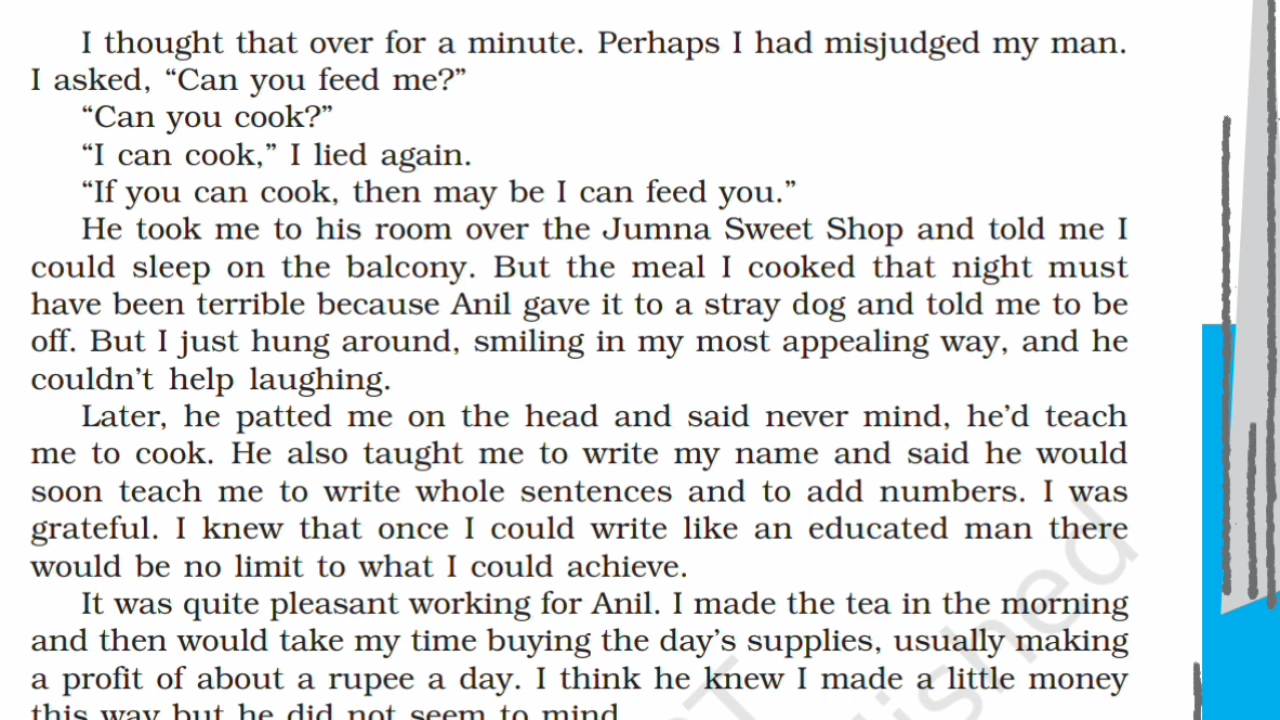 I thought that over for a minute. Perhaps I had misjudged my man.
I asked, “Can you feed me?”
“Can you cook?”
“I can cook,” I lied again.
“If you can cook, then may be I can feed you.”
He took me to his room over the Jumna Sweet Shop and told me I
could sleep on the balcony. But the meal I cooked that night must
have been terrible because Anil gave it to a stray dog and told me to be
off. But I just hung around, smiling in my most appealing way, and he
couldn’t help laughing.
Later, he patted me on the head and said never mind, he’d teach
me to cook. He also taught me to write my name and said he would
soon teach me to write whole sentences and to add numbers. I was
grateful. I knew that once I could write like an educated man there
would be no limit to what I could achieve.
It was quite pleasant working for Anil. I made the tea in the morning
and then would take my time buying the day’s supplies, usually making
a profit of about a rupee a day. I think he knew I made a little money
this way but he did not seem to mind.